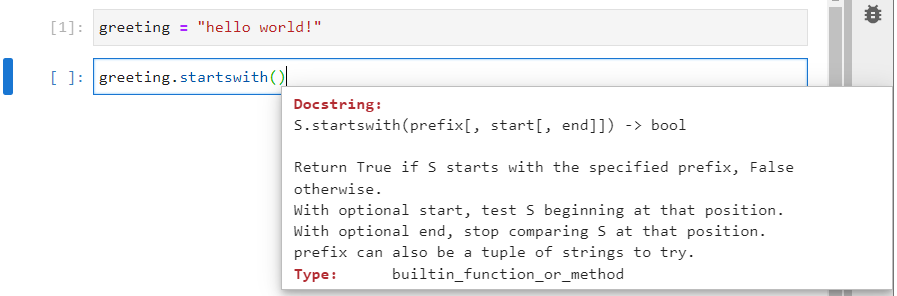 [1]: greeting = "hello world!"
[ ]: greeting.startswith()
Docstring:
S.startswith(prefix[, start[, end]]) -> bool
Return True if S starts with the specified prefix, False
otherwise.
With optional start, test S beginning at that position.
With optional end, stop comparing S at that position.
prefix can also be a tuple of strings to try.
Type:      builtin_function_or_method